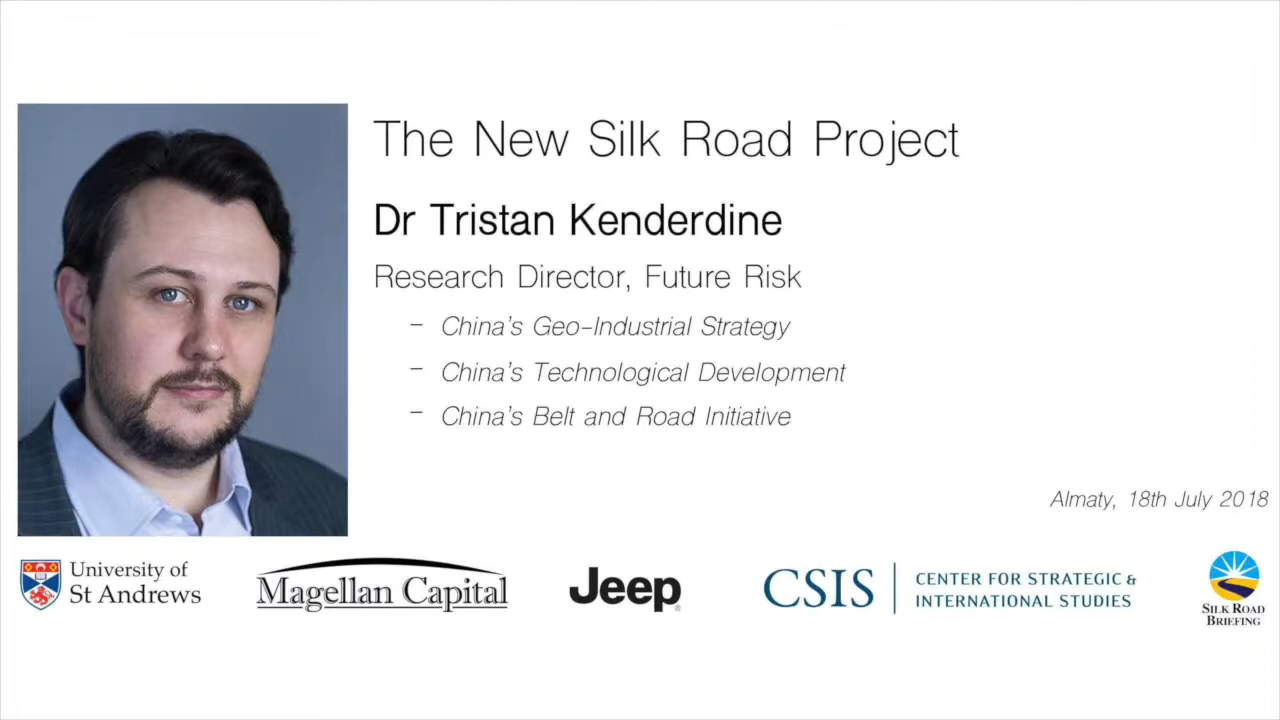 The New Silk Road Project
Dr Tristan Kenderdine
Research Director, Future Risk
- China's Geo-Industrial Strategy
- China's Technological Development
- China's Belt and Road Initiative
Almaty, 18th July 2018
University of
St Andrews
Magellan Capital
Jeep
CSIS
CENTER FOR STRATEGIC &
INTERNATIONAL STUDIES
SILK ROAD
BRIEFING